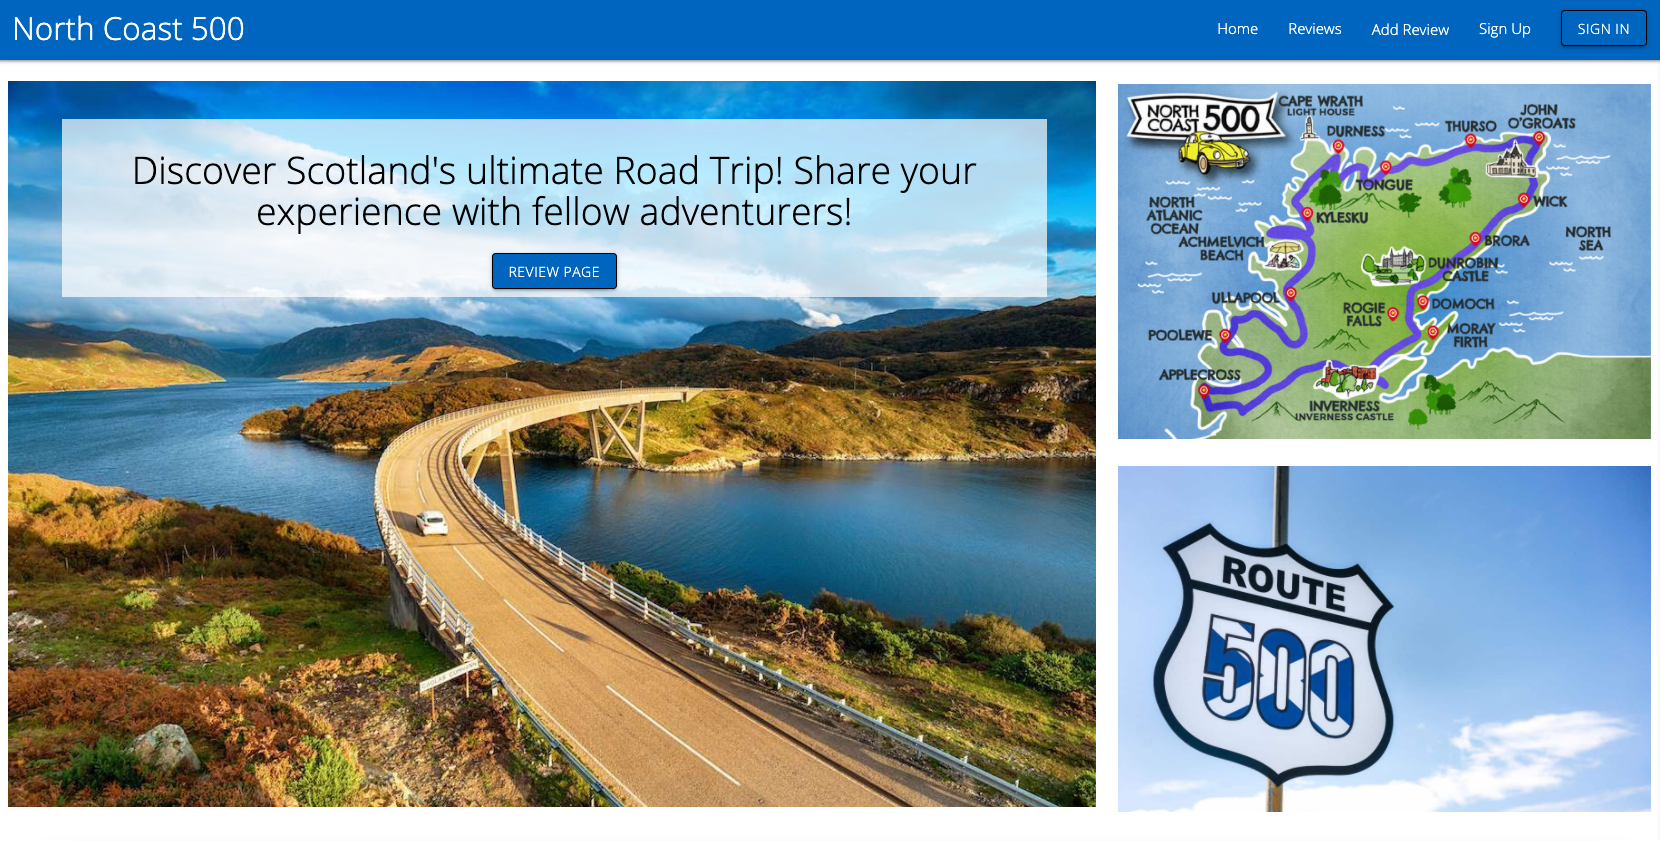 North Coast 500
Home
Reviews
Add Review
Sign Up
SIGN IN
Discover Scotland's ultimate Road Trip! Share your
experience with fellow adventurers!
REVIEW PAGE
NORTH
COAST 500
CAPE WRATH
LIGHT HOUSE
DURNESS
THURSO
JOHN
O'GROATS
TONGUE
NORTH
ATLANIC
OCEAN
KYLESKU
WICK
ACHMELVICH
BEACH
BRORA
NORTH
SEA
DUNROBIN
CASTLE
ULLAPOOL
ROGIE
FALLS
DOMOCH
POOLEWE
MORAY
FIRTH
APPLECROSS
INVERNESS
INVERNESS CASTLE
ROUTE
500